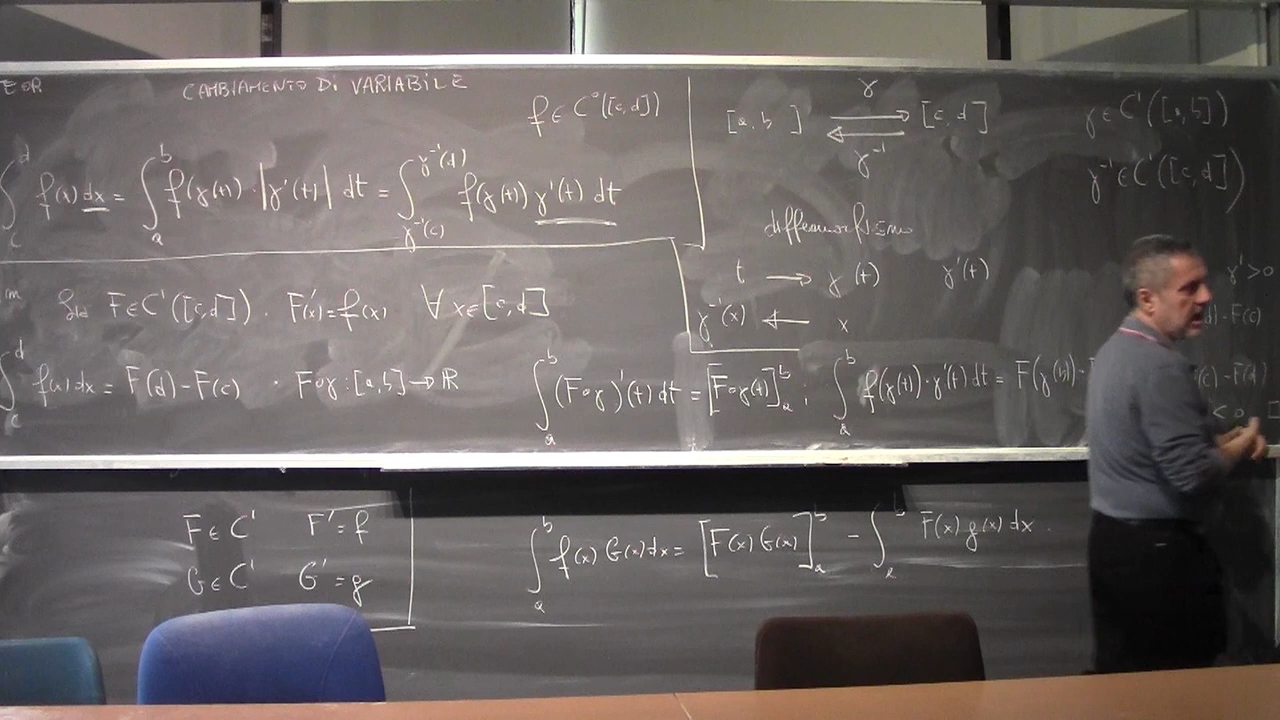 TEOR CAMBIAMENTO DI VARIABILE
f ∈ C°([c,d])
∫_c^d f(x) dx = ∫_a^b f(γ(t)) · |γ'(t)| dt = ∫_{γ⁻¹(c)}^{γ⁻¹(d)} f(γ(t)) γ'(t) dt
[a, b] ⇄ [c, d] γ γ⁻¹
γ ∈ C¹([a, b])
γ⁻¹ ∈ C¹([c,d])
diffeomorfismo
t → γ(t) γ'(t)
γ⁻¹(x) ← x
F ∈ C¹([c,d]). F'(x) = f(x) ∀ x ∈ [c,d]
∫_c^d f(x) dx = F(d) - F(c) · F∘γ : [a,b] → ℝ
∫_a^b (F∘γ)'(t) dt = [F∘γ(t)]_a^b ; ∫_a^b f(γ(t)) · γ'(t) dt = F(γ(b)) -
γ' > 0
(d) - F(c)
F(c) - F(d)
< 0 □
F ∈ C¹ F' = f
G ∈ C¹ G' = g
∫_a^b f(x) G(x) dx = [F(x) G(x)]_a^b - ∫_a^b F(x) g(x) dx.